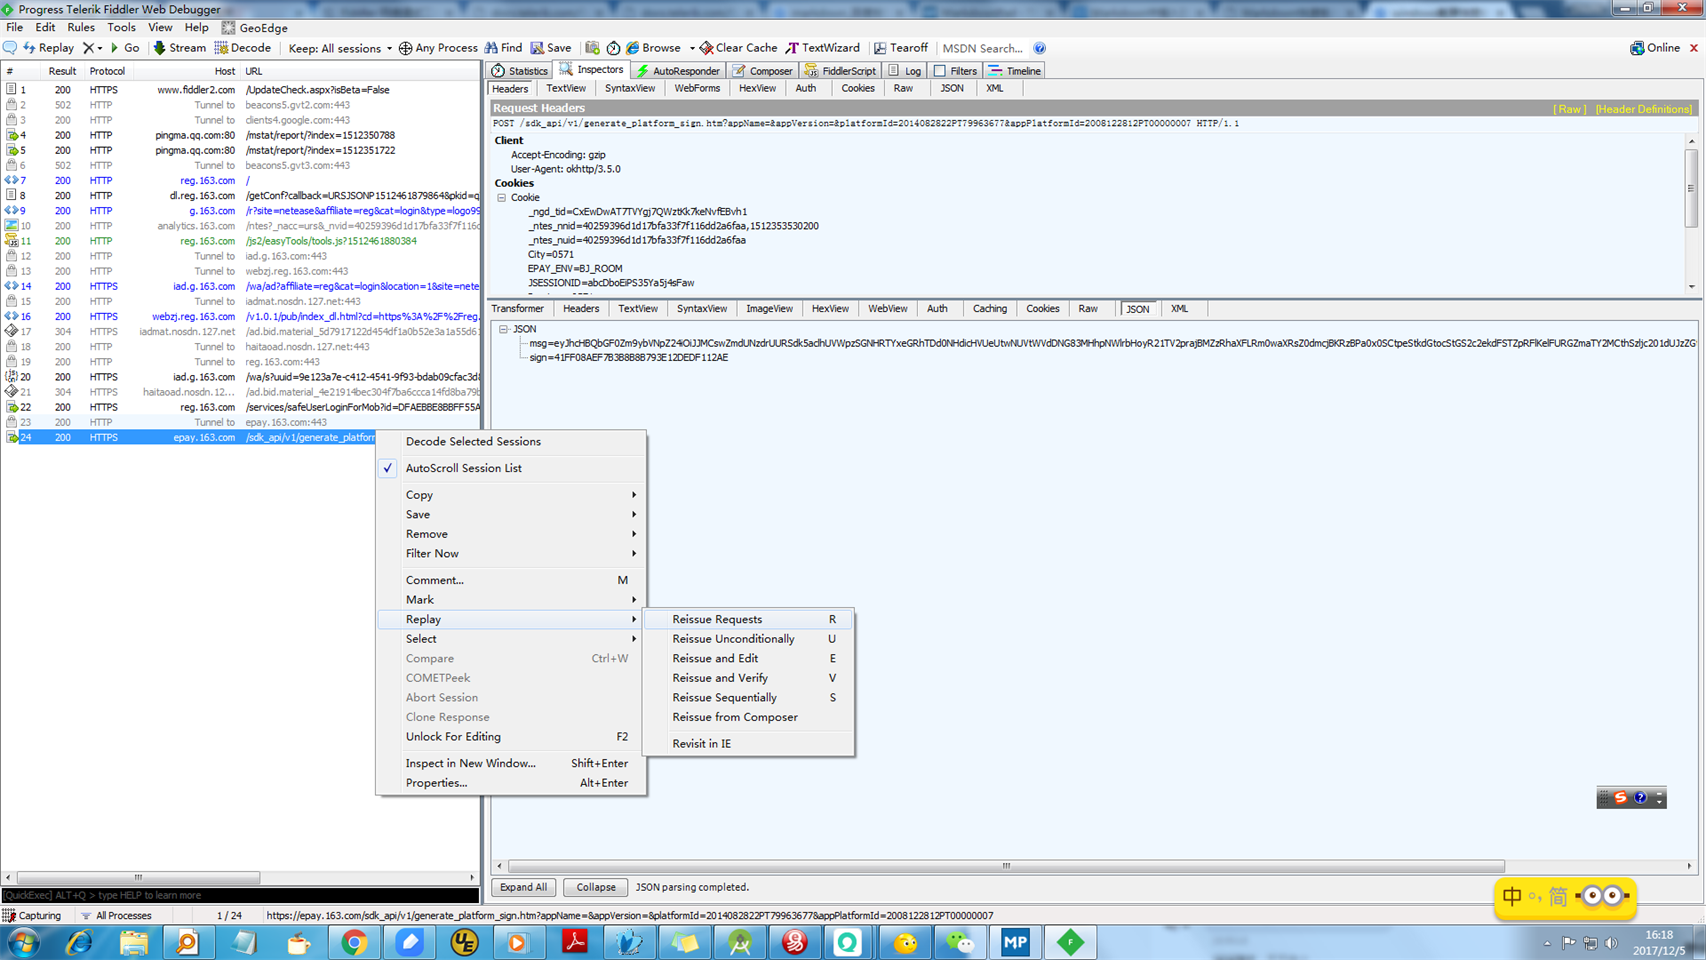 Progress Telerik Fiddler Web Debugger
File Edit Rules Tools View Help GeoEdge
Replay Go Stream Decode Keep: All sessions Any Process Find Save Browse Clear Cache TextWizard Tearoff MSDN Search... Online
# Result Protocol Host URL
1 200 HTTPS www.fiddler2.com /UpdateCheck.aspx?isBeta=False
2 502 HTTP Tunnel to beacons5.gvt2.com:443
3 200 HTTP Tunnel to clients4.google.com:443
4 200 HTTP pingma.qq.com:80 /mstat/report/?index=1512350788
5 200 HTTP pingma.qq.com:80 /mstat/report/?index=1512351722
6 502 HTTP Tunnel to beacons5.gvt3.com:443
7 200 HTTP reg.163.com /
8 200 HTTP dl.reg.163.com /getConf?callback=URSJSONP1512461879864&pkid=q
9 200 HTTP g.163.com /r?site=netease&affiliate=reg&cat=login&type=logo99
10 200 HTTP analytics.163.com /ntes?_nacc=urs&_nvid=40259396d1d17bfa33f7f116d
11 200 HTTP reg.163.com /js2/easyTools/tools.js?1512461880384
12 200 HTTP Tunnel to iad.g.163.com:443
13 200 HTTP Tunnel to webzj.reg.163.com:443
14 200 HTTPS iad.g.163.com /wa/ad?affiliate=reg&cat=login&location=1&site=nete
15 200 HTTP Tunnel to iadmat.nosdn.127.net:443
16 200 HTTPS webzj.reg.163.com /v1.0.1/pub/index_dl.html?cd=https%3A%2F%2Freg.
17 304 HTTPS iadmat.nosdn.127.net /ad.bid.material_5d7917122d454df1a0b52e3a1a55d61
18 200 HTTP Tunnel to haitaoad.nosdn.127.net:443
19 200 HTTP Tunnel to reg.163.com:443
20 200 HTTPS iad.g.163.com /wa/s?uuid=9e123a7e-c412-4541-9f93-bdab09cfac3d8
21 304 HTTPS haitaoad.nosdn.12... /ad.bid.material_4e21914bec304f7ba6ccca14fd8ba79b
22 200 HTTPS reg.163.com /services/safeUserLoginForMob?id=DFAEBBE8BBFF55A
23 200 HTTP Tunnel to epay.163.com:443
24 200 HTTPS epay.163.com /sdk_api/v1/generate_platform
Decode Selected Sessions
AutoScroll Session List
Copy
Save
Remove
Filter Now
Comment... M
Mark
Replay
Select
Compare Ctrl+W
COMETPeek
Abort Session
Clone Response
Unlock For Editing F2
Inspect in New Window... Shift+Enter
Properties... Alt+Enter
Reissue Requests R
Reissue Unconditionally U
Reissue and Edit E
Reissue and Verify V
Reissue Sequentially S
Reissue from Composer
Revisit in IE
Statistics Inspectors AutoResponder Composer FiddlerScript Log Filters Timeline
Headers TextView SyntaxView WebForms HexView Auth Cookies Raw JSON XML
Request Headers [ Raw ] [Header Definitions]
POST /sdk_api/v1/generate_platform_sign.htm?appName=&appVersion=&platformId=2014082822PT79963677&appPlatformId=2008122812PT00000007 HTTP/1.1
Client
Accept-Encoding: gzip
User-Agent: okhttp/3.5.0
Cookies
Cookie
_ngd_tid=CxEwDwAT7TVYgj7QWztKk7keNvfEBvh1
_ntes_nnid=40259396d1d17bfa33f7f116dd2a6faa,1512353530200
_ntes_nuid=40259396d1d17bfa33f7f116dd2a6faa
City=0571
EPAY_ENV=BJ_ROOM
JSESSIONID=abcDboEiPS35Ya5j4sFaw
Transformer Headers TextView SyntaxView ImageView HexView WebView Auth Caching Cookies Raw JSON XML
JSON
sign=41FF08AEF7B3B8B8B793E12DEDF112AE
Expand All Collapse JSON parsing completed.
[QuickExec] ALT+Q > type HELP to learn more
Capturing All Processes 1 / 24 https://epay.163.com/sdk_api/v1/generate_platform_sign.htm?appName=&appVersion=&platformId=2014082822PT79963677&appPlatformId=2008122812PT00000007
中 °, 简
UE MP F
16:18
2017/12/5